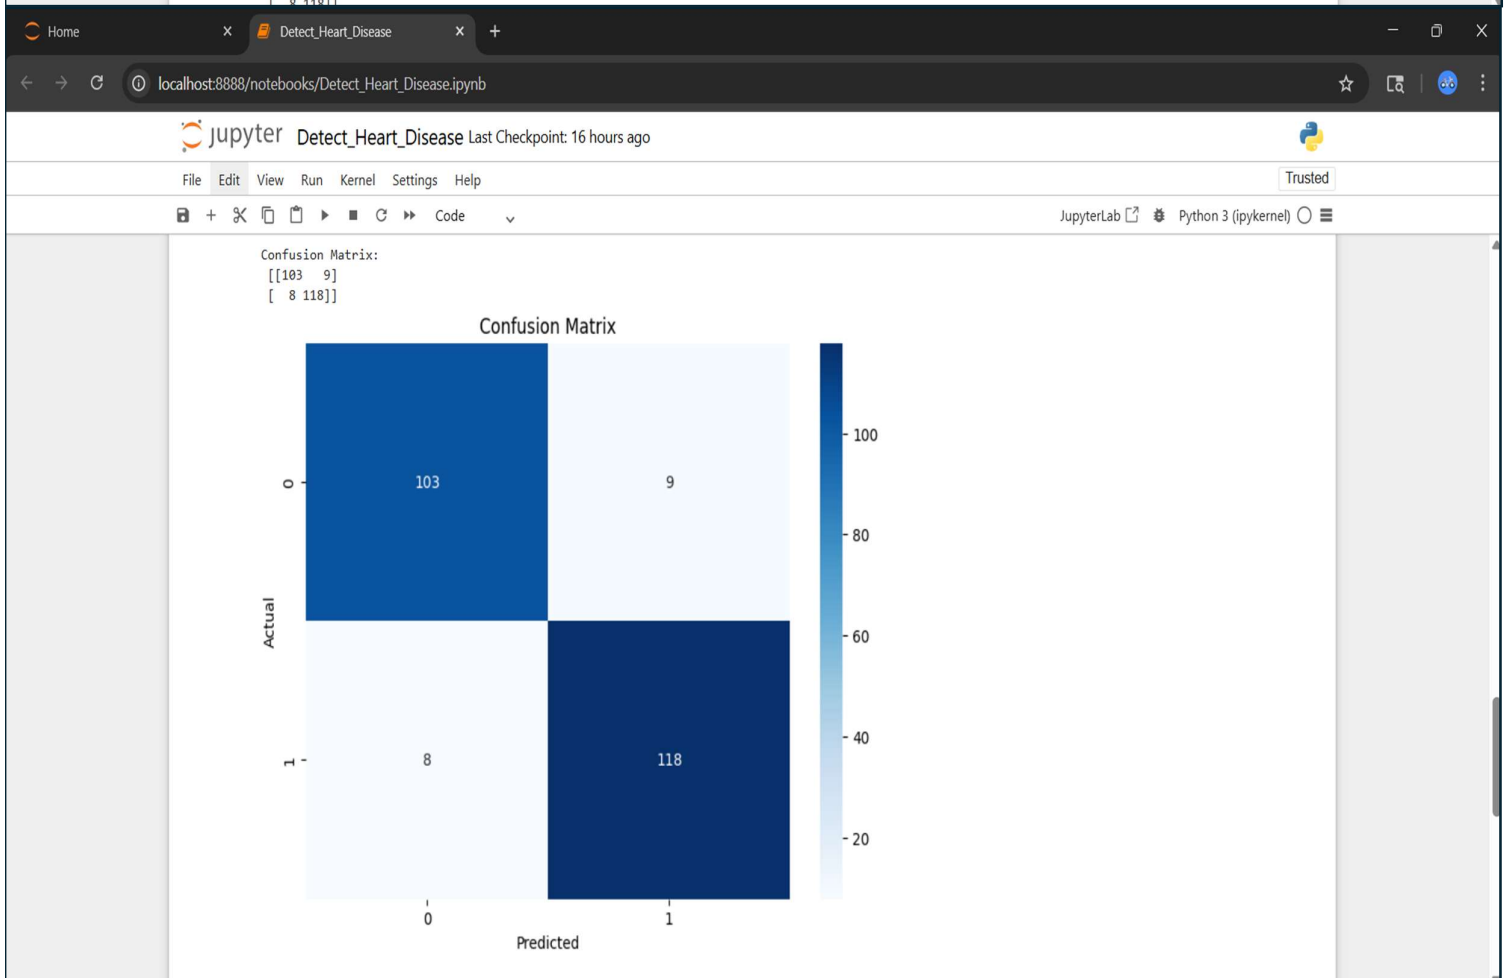 [ 8 118]]
Home
Detect_Heart_Disease
localhost:8888/notebooks/Detect_Heart_Disease.ipynb
jupyter Detect_Heart_Disease Last Checkpoint: 16 hours ago
File Edit View Run Kernel Settings Help
Trusted
Code
JupyterLab
Python 3 (ipykernel)
Confusion Matrix:
[[103 9]
[ 8 118]]
Confusion Matrix
100
80
60
40
20
Actual
0
1
103 9
8 118
0 1
Predicted